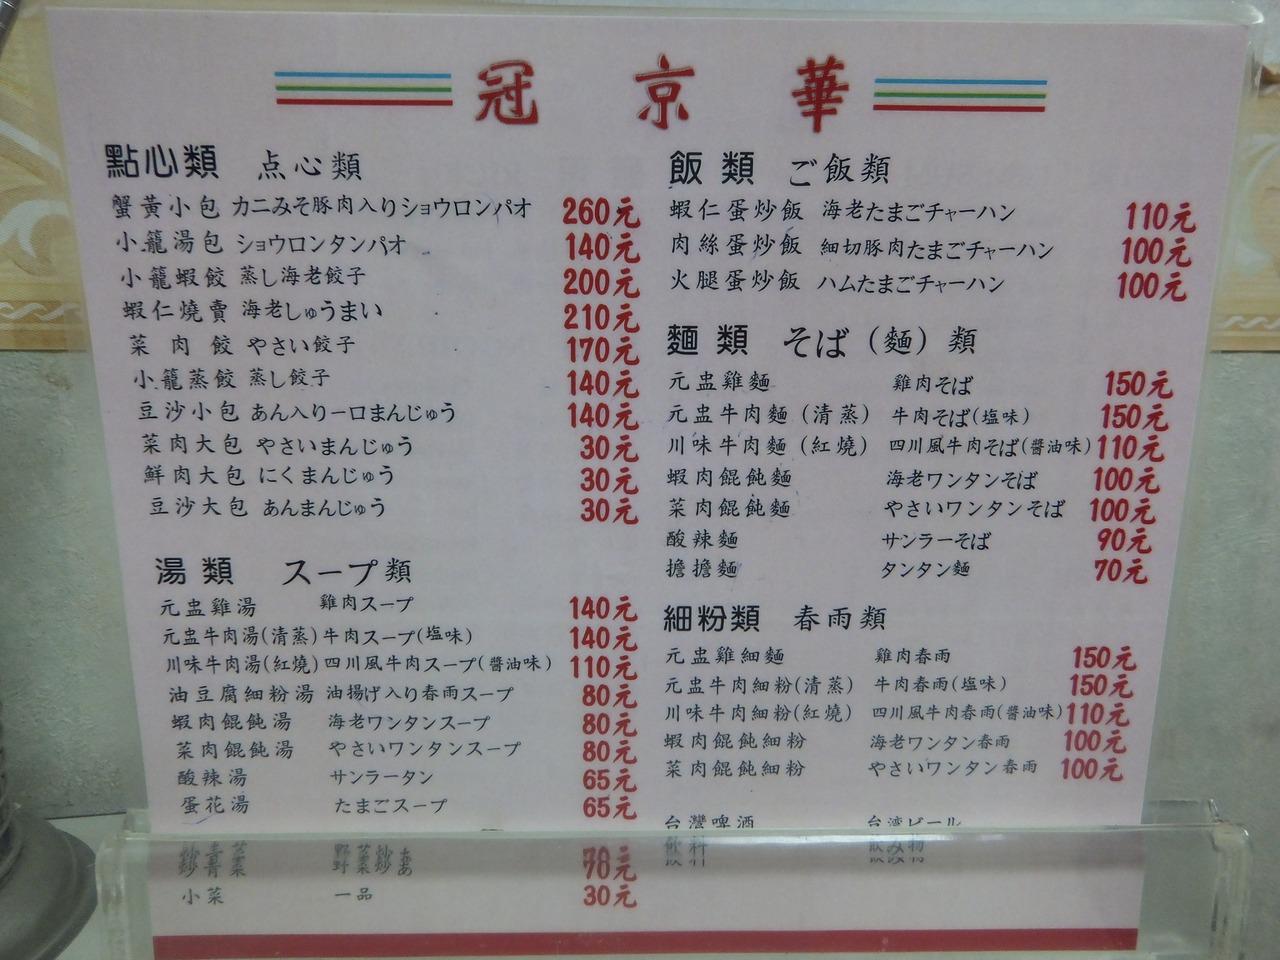 冠 京 華
點心類 点心類
蟹黃小包 カニみそ豚肉入りショウロンパオ 260元
小籠湯包 ショウロンタンパオ 140元
小籠蝦餃 蒸し海老餃子 200元
蝦仁燒賣 海老しゅうまい 210元
菜肉餃 やさい餃子 170元
小籠蒸餃 蒸し餃子 140元
豆沙小包 あん入り一口まんじゅう 140元
菜肉大包 やさいまんじゅう 30元
鮮肉大包 にくまんじゅう 30元
豆沙大包 あんまんじゅう 30元
湯類 スープ類
元盅雞湯 雞肉スープ 140元
元盅牛肉湯(清蒸) 牛肉スープ(塩味) 140元
川味牛肉湯(紅燒) 四川風牛肉スープ(醬油味) 110元
油豆腐細粉湯 油揚げ入り春雨スープ 80元
蝦肉餛飩湯 海老ワンタンスープ 80元
菜肉餛飩湯 やさいワンタンスープ 80元
酸辣湯 サンラータン 65元
蛋花湯 たまごスープ 65元
炒青菜 野菜炒め 70元
小菜 一品 30元
飯類 ご飯類
蝦仁蛋炒飯 海老たまごチャーハン 110元
肉絲蛋炒飯 細切豚肉たまごチャーハン 100元
火腿蛋炒飯 ハムたまごチャーハン 100元
麵類 そば(麵)類
元盅雞麵 雞肉そば 150元
元盅牛肉麵(清蒸) 牛肉そば(塩味) 150元
川味牛肉麵(紅燒) 四川風牛肉そば(醬油味) 110元
蝦肉餛飩麵 海老ワンタンそば 100元
菜肉餛飩麵 やさいワンタンそば 100元
酸辣麵 サンラーそば 90元
擔擔麵 タンタン麵 70元
細粉類 春雨類
元盅雞細麵 雞肉春雨 150元
元盅牛肉細粉(清蒸) 牛肉春雨(塩味) 150元
川味牛肉細粉(紅燒) 四川風牛肉春雨(醬油味) 110元
蝦肉餛飩細粉 海老ワンタン春雨 100元
菜肉餛飩細粉 やさいワンタン春雨 100元
台灣啤酒 台湾ビール
飲料 飲み物